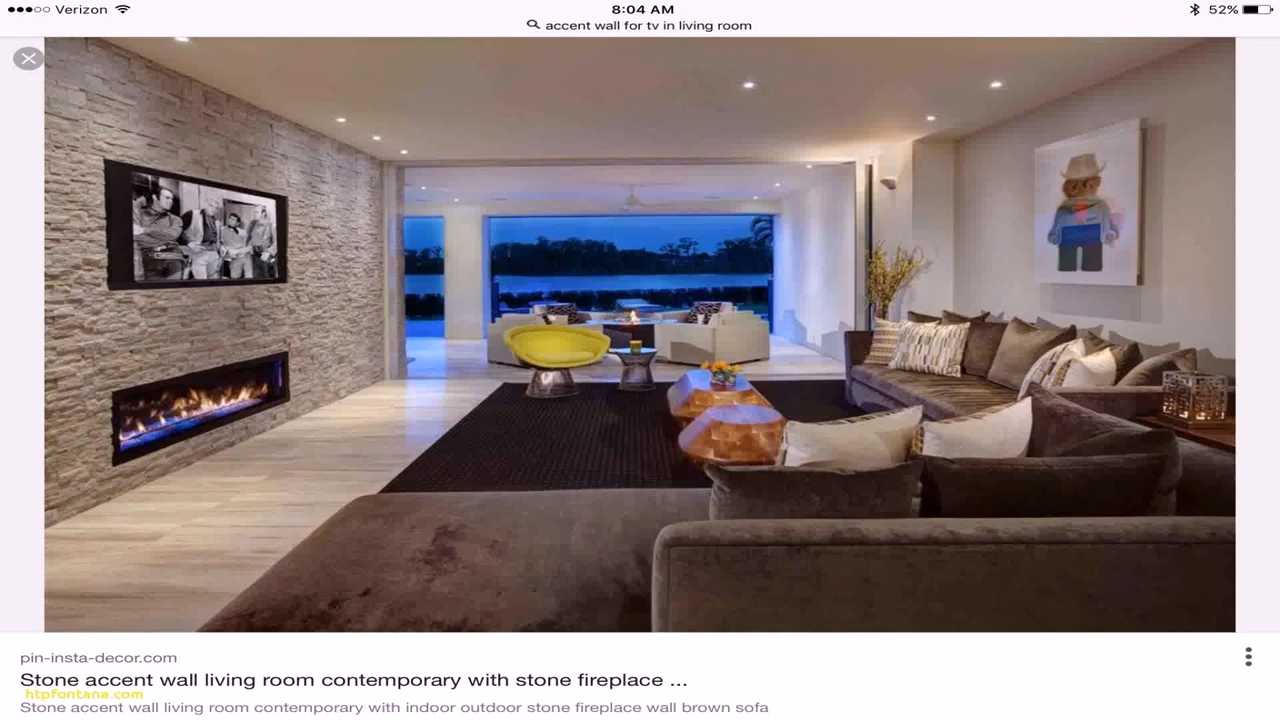 Verizon 8:04 AM 52%
accent wall for tv in living room
pin-insta-decor.com
Stone accent wall living room contemporary with stone fireplace ...
htpfontana.com
Stone accent wall living room contemporary with indoor outdoor stone fireplace wall brown sofa